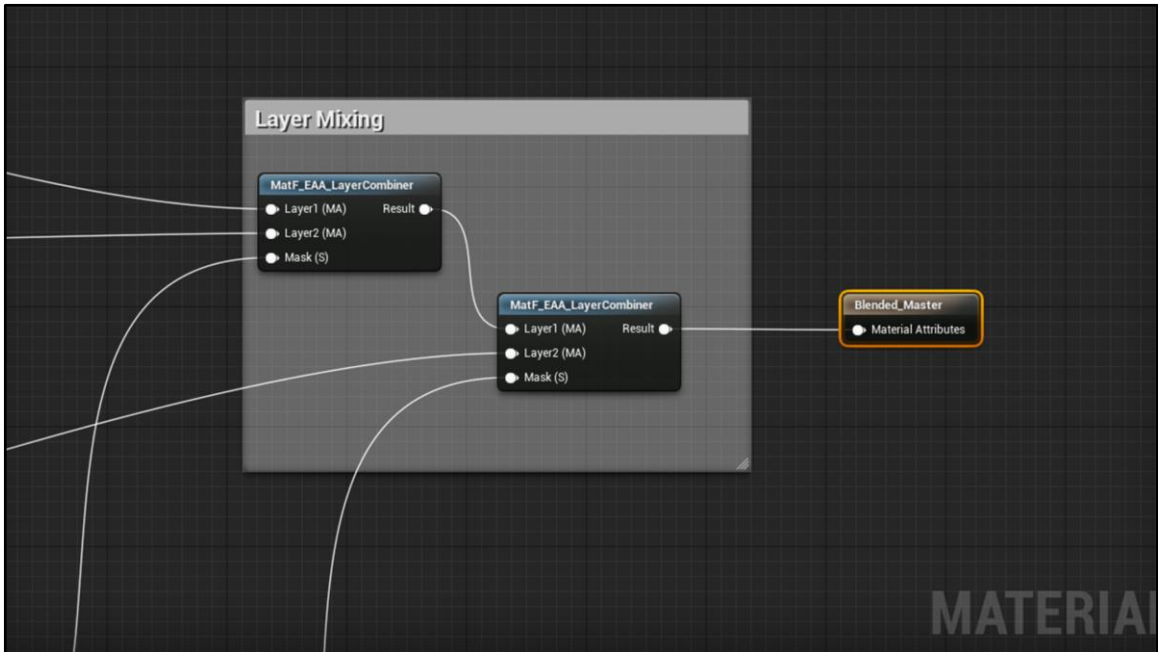 Layer Mixing
MatF_EAA_LayerCombiner
Layer1 (MA) Result
Layer2 (MA)
Mask (S)
MatF_EAA_LayerCombiner
Layer1 (MA) Result
Layer2 (MA)
Mask (S)
Blended_Master
Material Attributes
MATERIAL